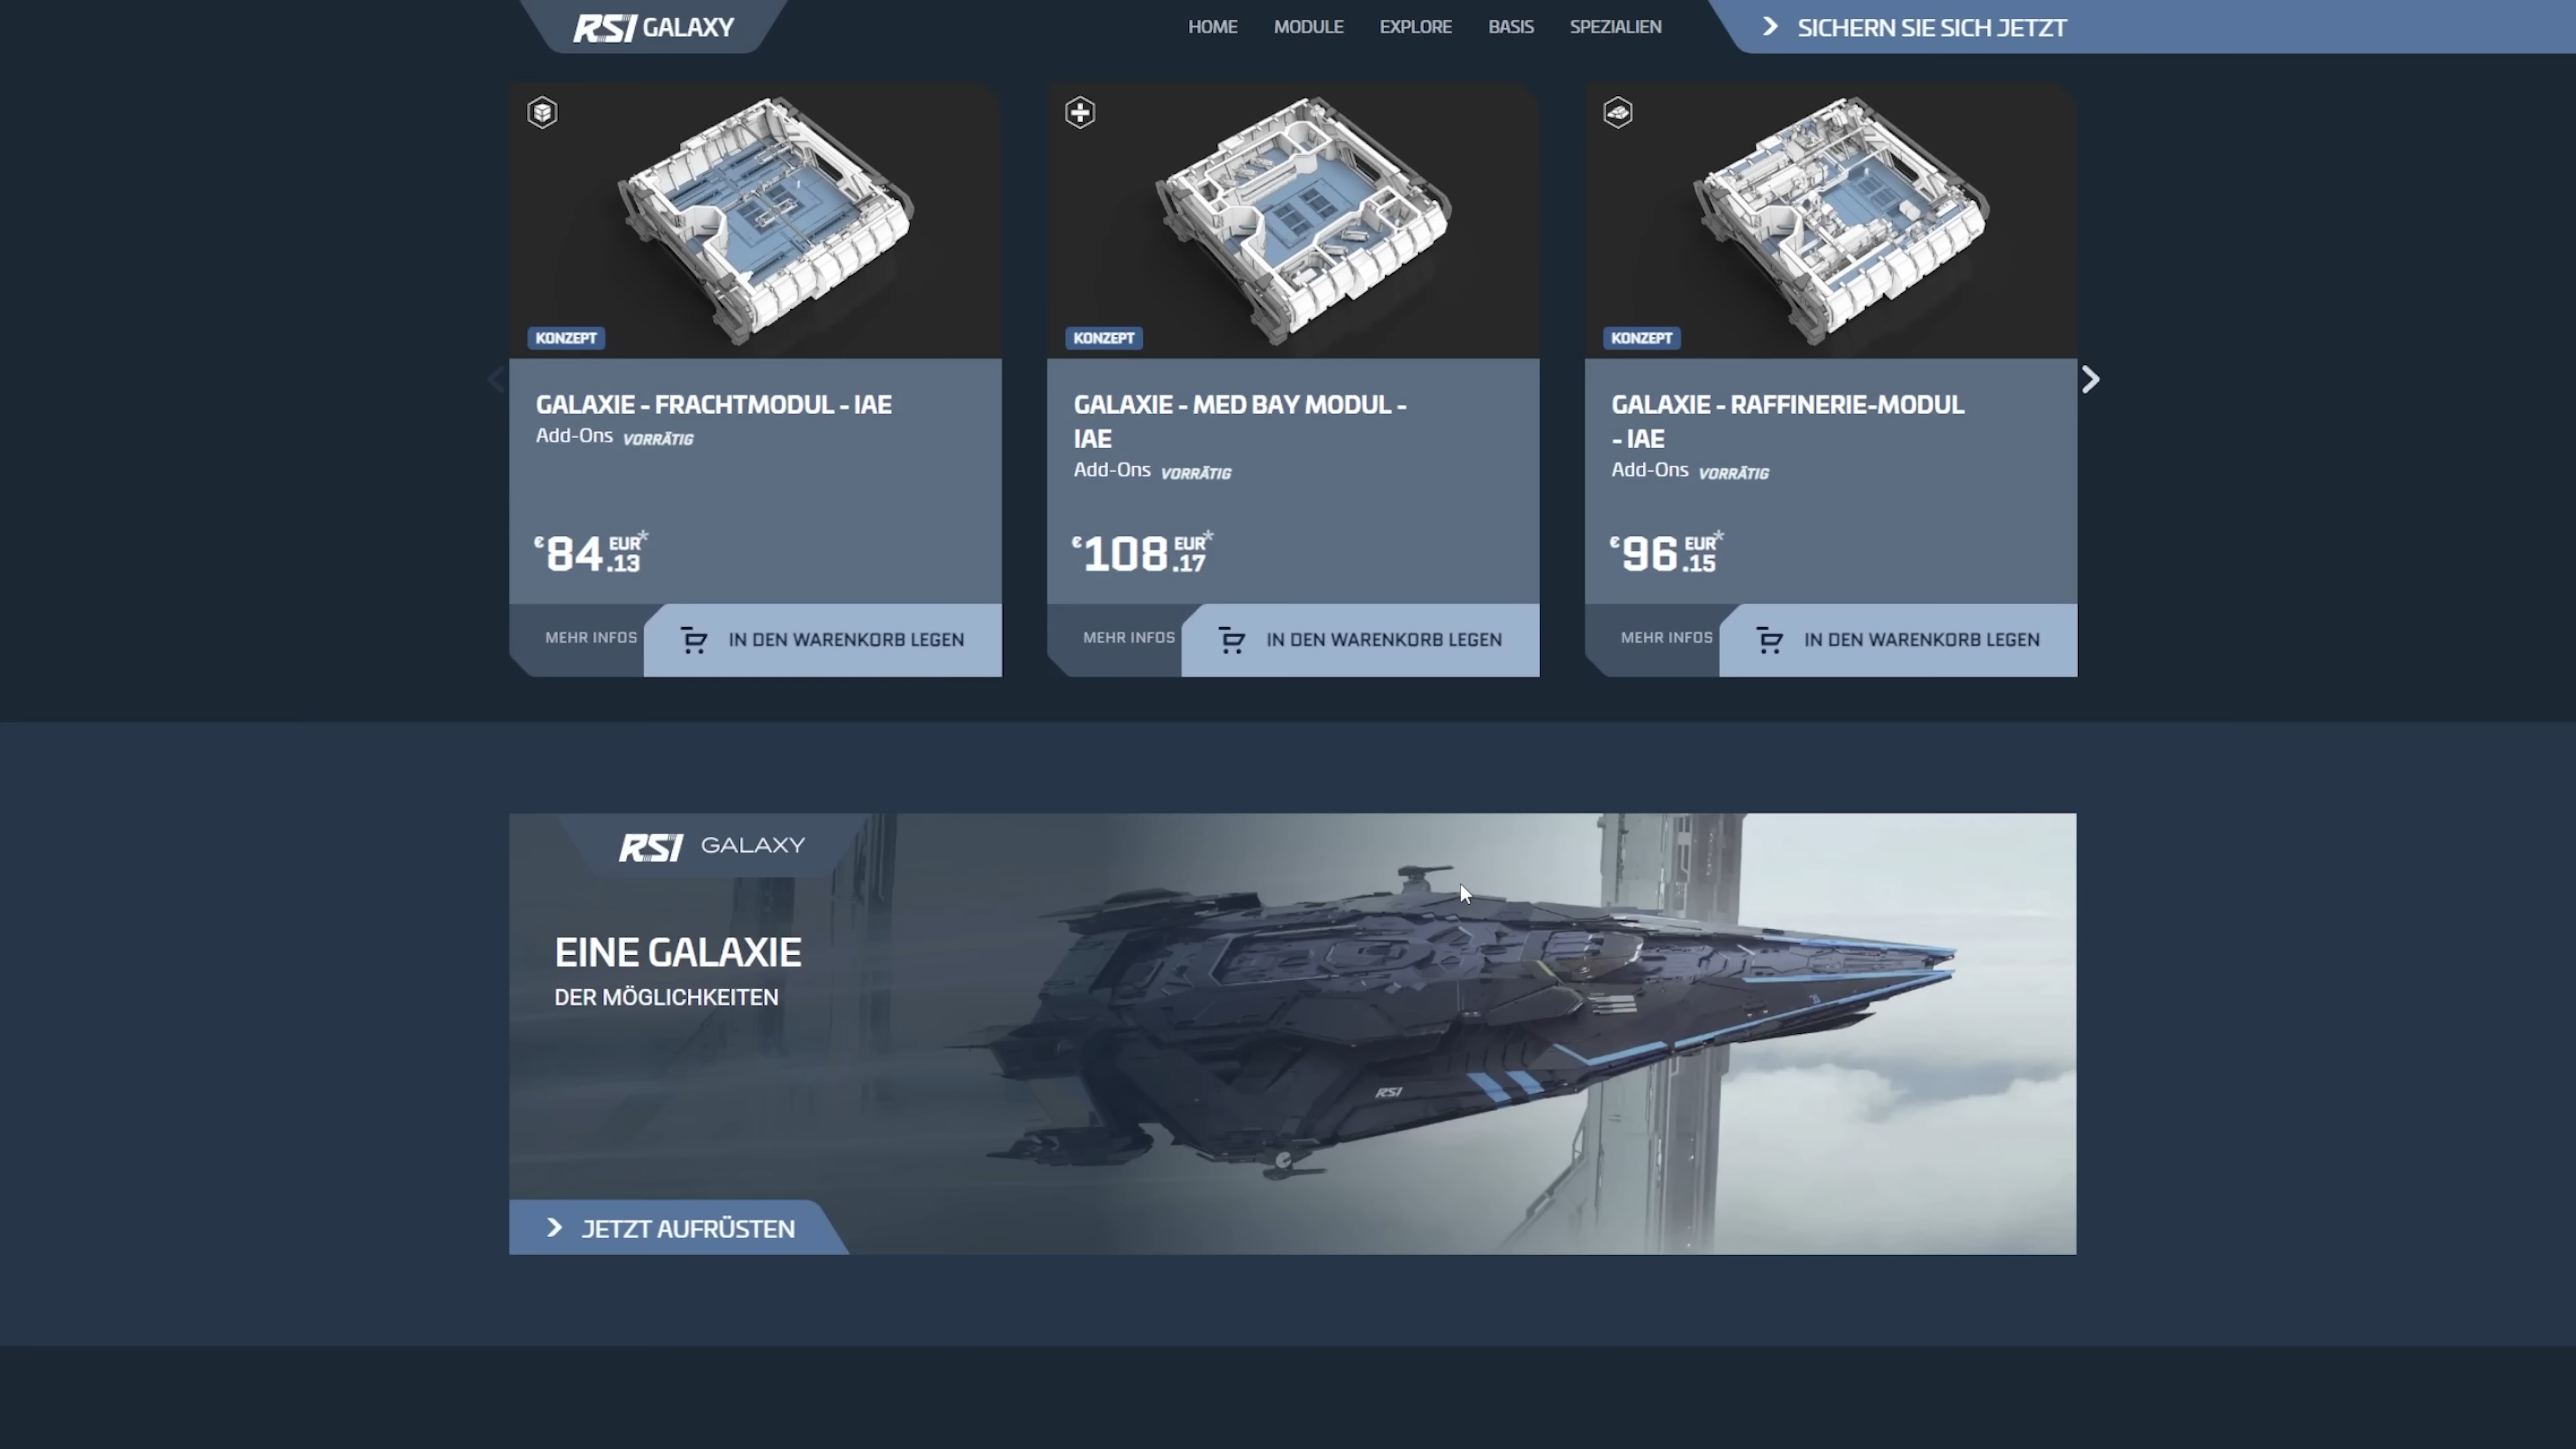 RSI GALAXY
HOME MODULE EXPLORE BASIS SPEZIALIEN
SICHERN SIE SICH JETZT
KONZEPT
GALAXIE - FRACHTMODUL - IAE
Add-Ons VORRÄTIG
€84.13 EUR*
MEHR INFOS
IN DEN WARENKORB LEGEN
KONZEPT
GALAXIE - MED BAY MODUL -
IAE
Add-Ons VORRÄTIG
€108.17 EUR*
MEHR INFOS
IN DEN WARENKORB LEGEN
KONZEPT
GALAXIE - RAFFINERIE-MODUL
- IAE
Add-Ons VORRÄTIG
€96.15 EUR*
MEHR INFOS
IN DEN WARENKORB LEGEN
RSI GALAXY
EINE GALAXIE
DER MÖGLICHKEITEN
RSI
JETZT AUFRÜSTEN